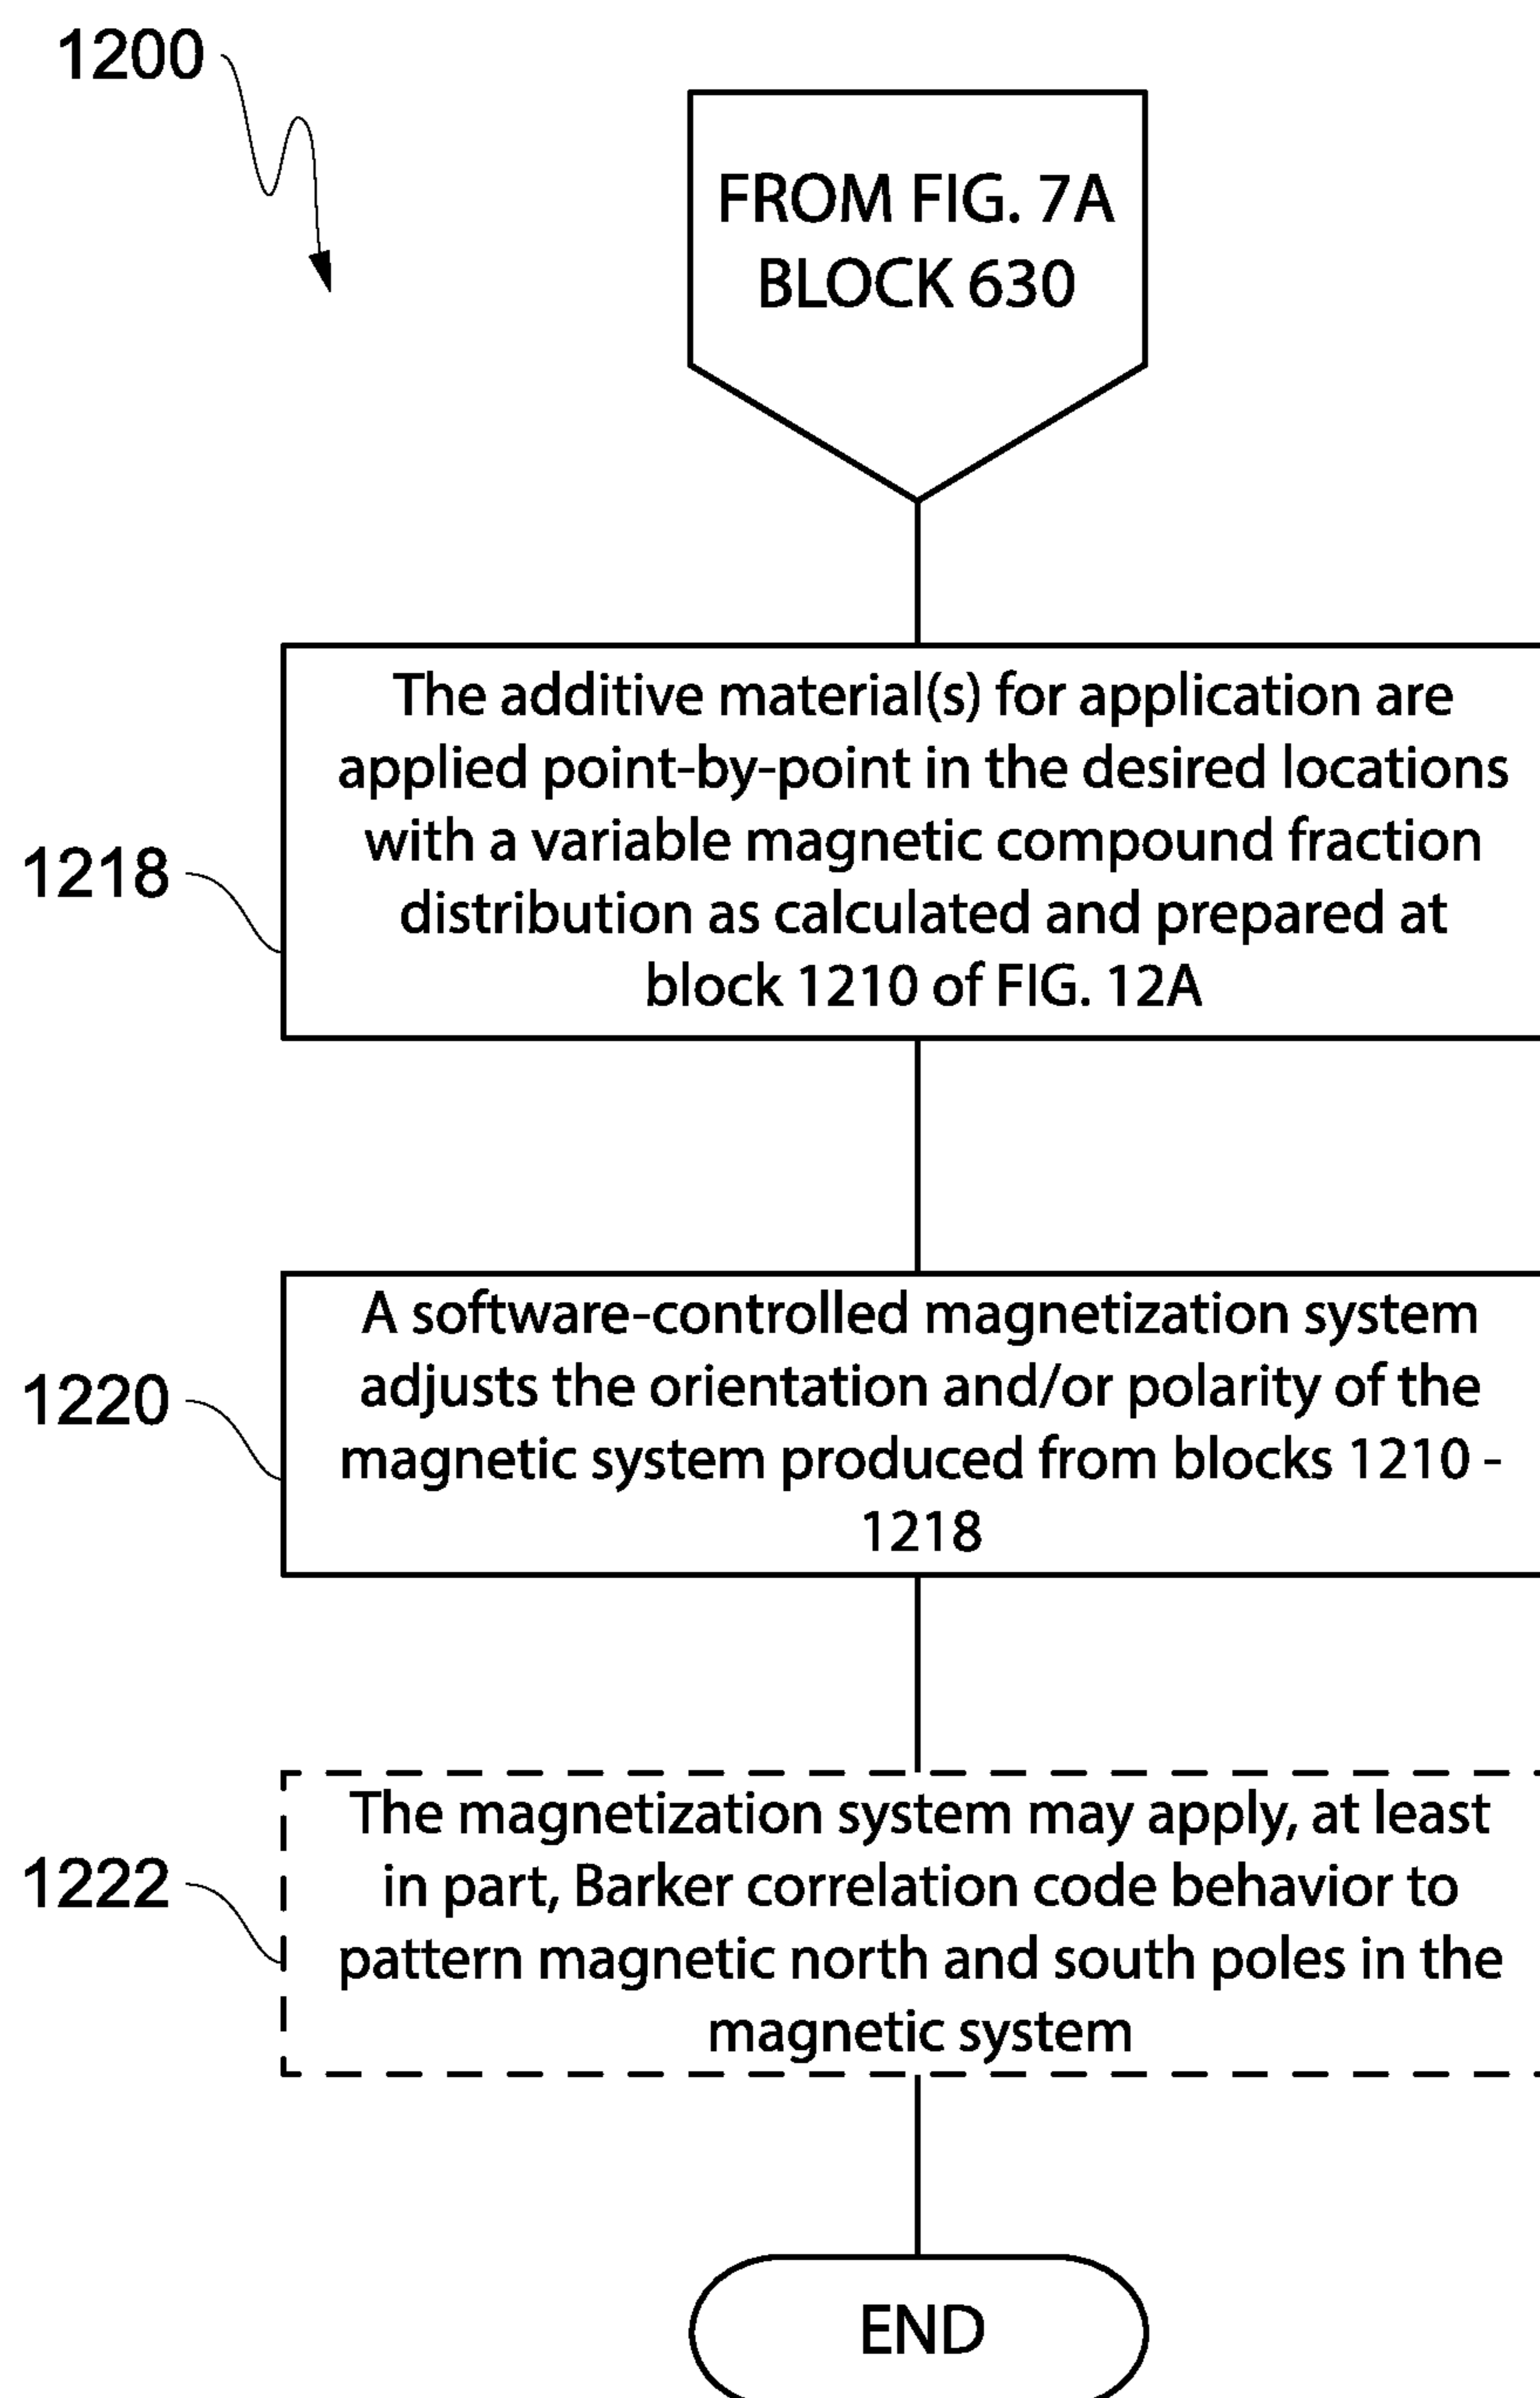 1200
FROM FIG. 7A
BLOCK 630
The additive material(s) for application are
applied point-by-point in the desired locations
with a variable magnetic compound fraction
1218
distribution as calculated and prepared at
block 1210 of FIG. 12A
A software-controlled magnetization system
adjusts the orientation and/or polarity of the
1220
magnetic system produced from blocks 1210 -
1218
The magnetization system may apply, at least
in part, Barker correlation code behavior to
1222
pattern magnetic north and south poles in the
magnetic system
END